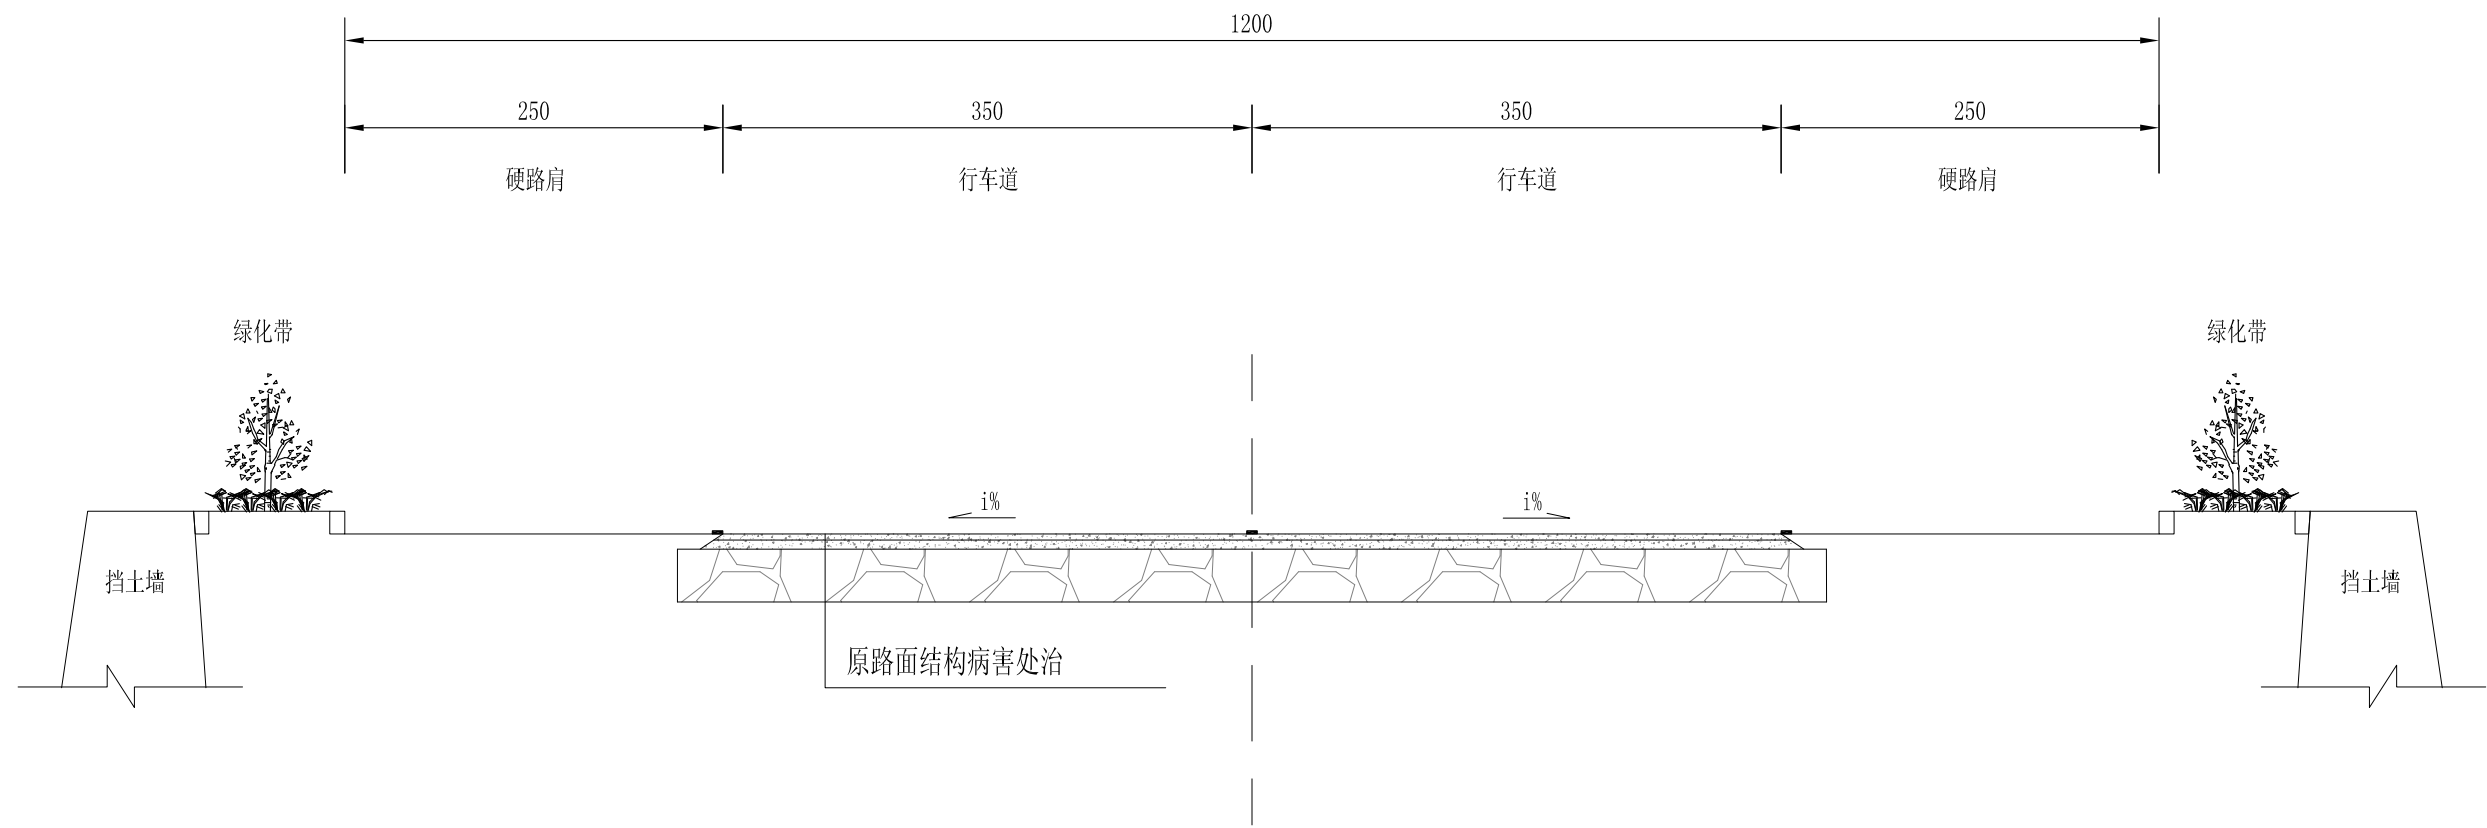 1200
250
350
350
250
硬路肩
行车道
行车道
硬路肩
绿化带
绿化带
i%
i%
挡土墙
挡土墙
原路面结构病害处治